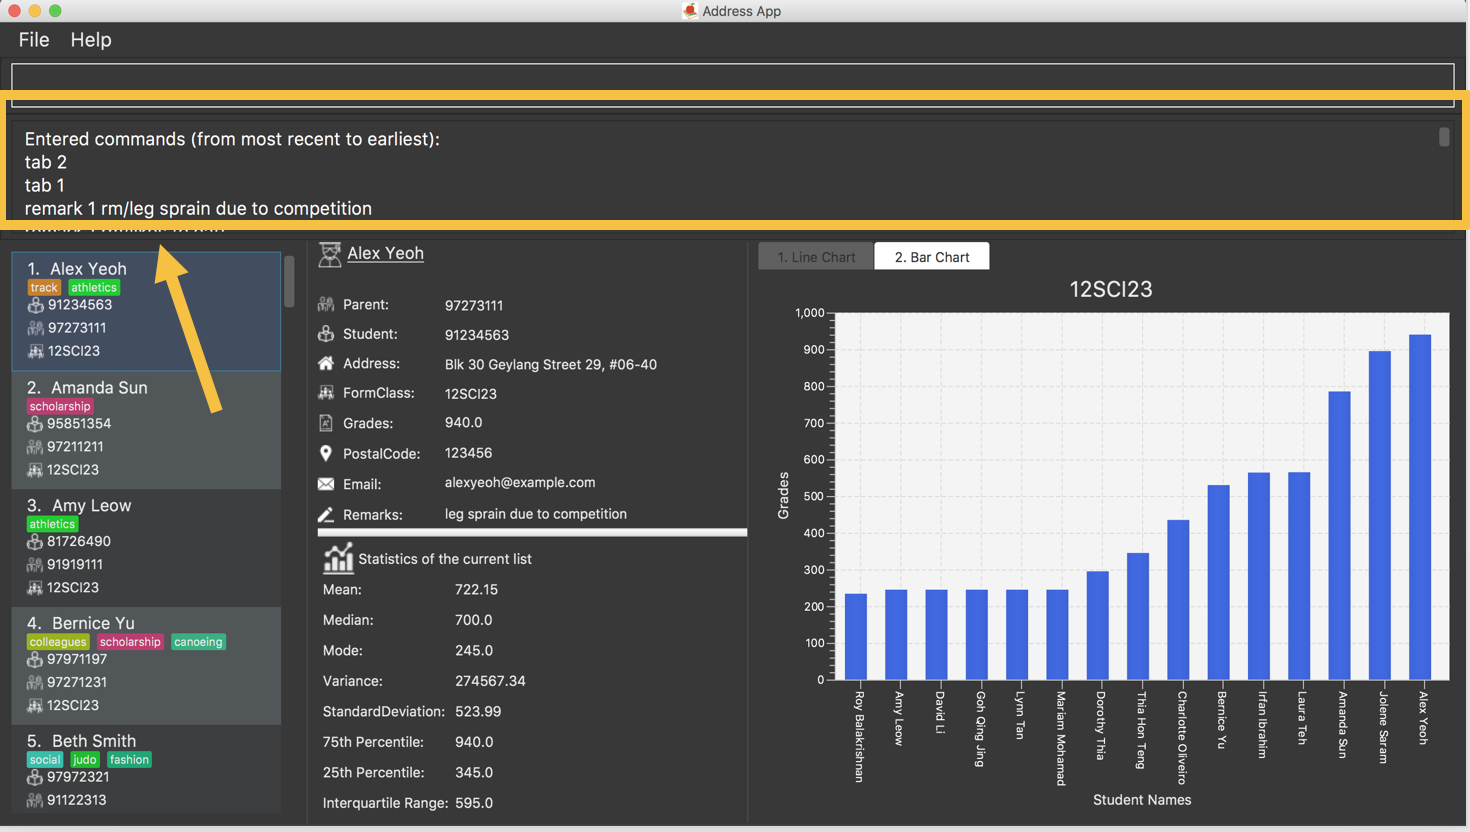 Address App
File Help
Entered commands (from most recent to earliest):
tab 2
tab 1
remark 1 rm/leg sprain due to competition
1. Alex Yeoh
track athletics
91234563
97273111
12SCI23
2. Amanda Sun
scholarship
95851354
97211211
12SCI23
3. Amy Leow
athletics
81726490
91919111
12SCI23
4. Bernice Yu
colleagues scholarship canoeing
97971197
97271231
12SCI23
5. Beth Smith
social judo fashion
97972321
91122313
Alex Yeoh
Parent: 97273111
Student: 91234563
Address: Blk 30 Geylang Street 29, #06-40
FormClass: 12SCI23
Grades: 940.0
PostalCode: 123456
Email: alexyeoh@example.com
Remarks: leg sprain due to competition
Statistics of the current list
Mean: 722.15
Median: 700.0
Mode: 245.0
Variance: 274567.34
StandardDeviation: 523.99
75th Percentile: 940.0
25th Percentile: 345.0
Interquartile Range: 595.0
1. Line Chart 2. Bar Chart
12SCI23
1,000
900
800
700
600
500
400
300
200
100
0
Grades
Roy Balakrishnan
Amy Leow
David Li
Goh Qing Jing
Lynn Tan
Mariam Mohamad
Dorothy Thia
Thia Hon Teng
Charlotte Oliveiro
Bernice Yu
Irfan Ibrahim
Laura Teh
Amanda Sun
Jolene Saram
Alex Yeoh
Student Names